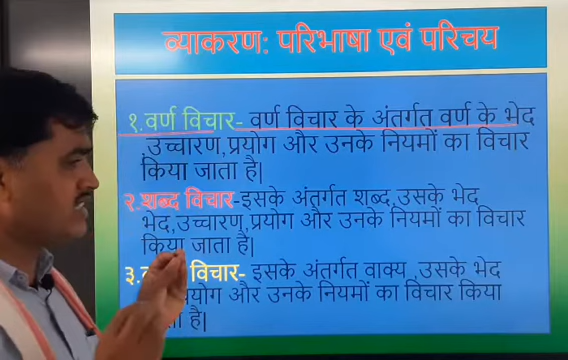 व्याकरण: परिभाषा एवं परिचय
१.वर्ण विचार- वर्ण विचार के अंतर्गत वर्ण के भेद
,उच्चारण,प्रयोग और उनके नियमों का विचार
किया जाता है|
२.शब्द विचार-इसके अंतर्गत शब्द,उसके भेद
भेद,उच्चारण,प्रयोग और उनके नियमों का विचार
किया जाता है|
३. विचार- इसके अंतर्गत वाक्य ,उसके भेद
और उनके नियमों का विचार किया
है|